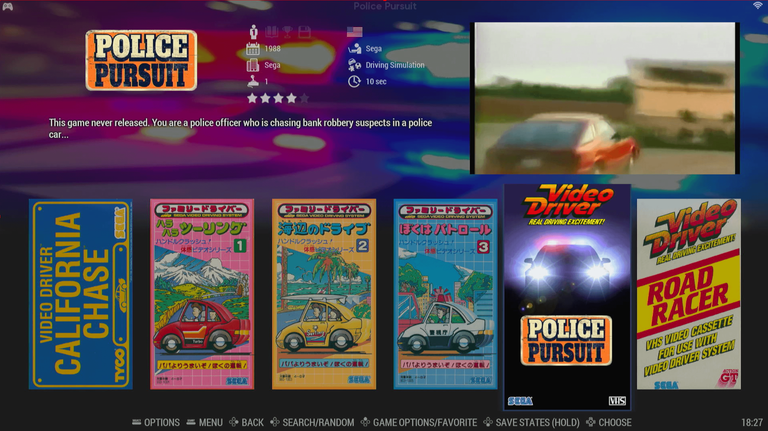 Police Pursuit
POLICE
PURSUIT
1988
Sega
Sega
Driving Simulation
1
10 sec
This game never released. You are a police officer who is chasing bank robbery suspects in a police
car...
VIDEO DRIVER
CALIFORNIA
CHASE
SEGA
TYCO
ファミリードライバー
SEGA VIDEO DRIVING SYSTEM
ハラハラツーリング
ハンドルクラッシュ!
体感ビデオシリーズ
1
Turbo
パパよりうまいぞ!ぼくの運転!
SEGA
ファミリードライバー
SEGA VIDEO DRIVING SYSTEM
海辺のドライブ
ハンドルクラッシュ!
体感ビデオシリーズ
2
パパよりうまいぞ!ぼくの運転!
SEGA
ファミリードライバー
SEGA VIDEO DRIVING SYSTEM
ぼくはパトロール
ハンドルクラッシュ!
体感ビデオシリーズ
3
警視庁
パパよりうまいぞ!ぼくの運転!
SEGA
Video
Driver
REAL DRIVING EXCITEMENT!
POLICE
PURSUIT
SEGA
VHS
Video
Driver
REAL DRIVING EXCITEMENT!
ROAD
RACER
VHS VIDEO CASSETTE
FOR USE WITH
VIDEO DRIVER SYSTEM
SEGA
ACTION
GT
OPTIONS
MENU
BACK
SEARCH/RANDOM
GAME OPTIONS/FAVORITE
SAVE STATES (HOLD)
CHOOSE
18:27